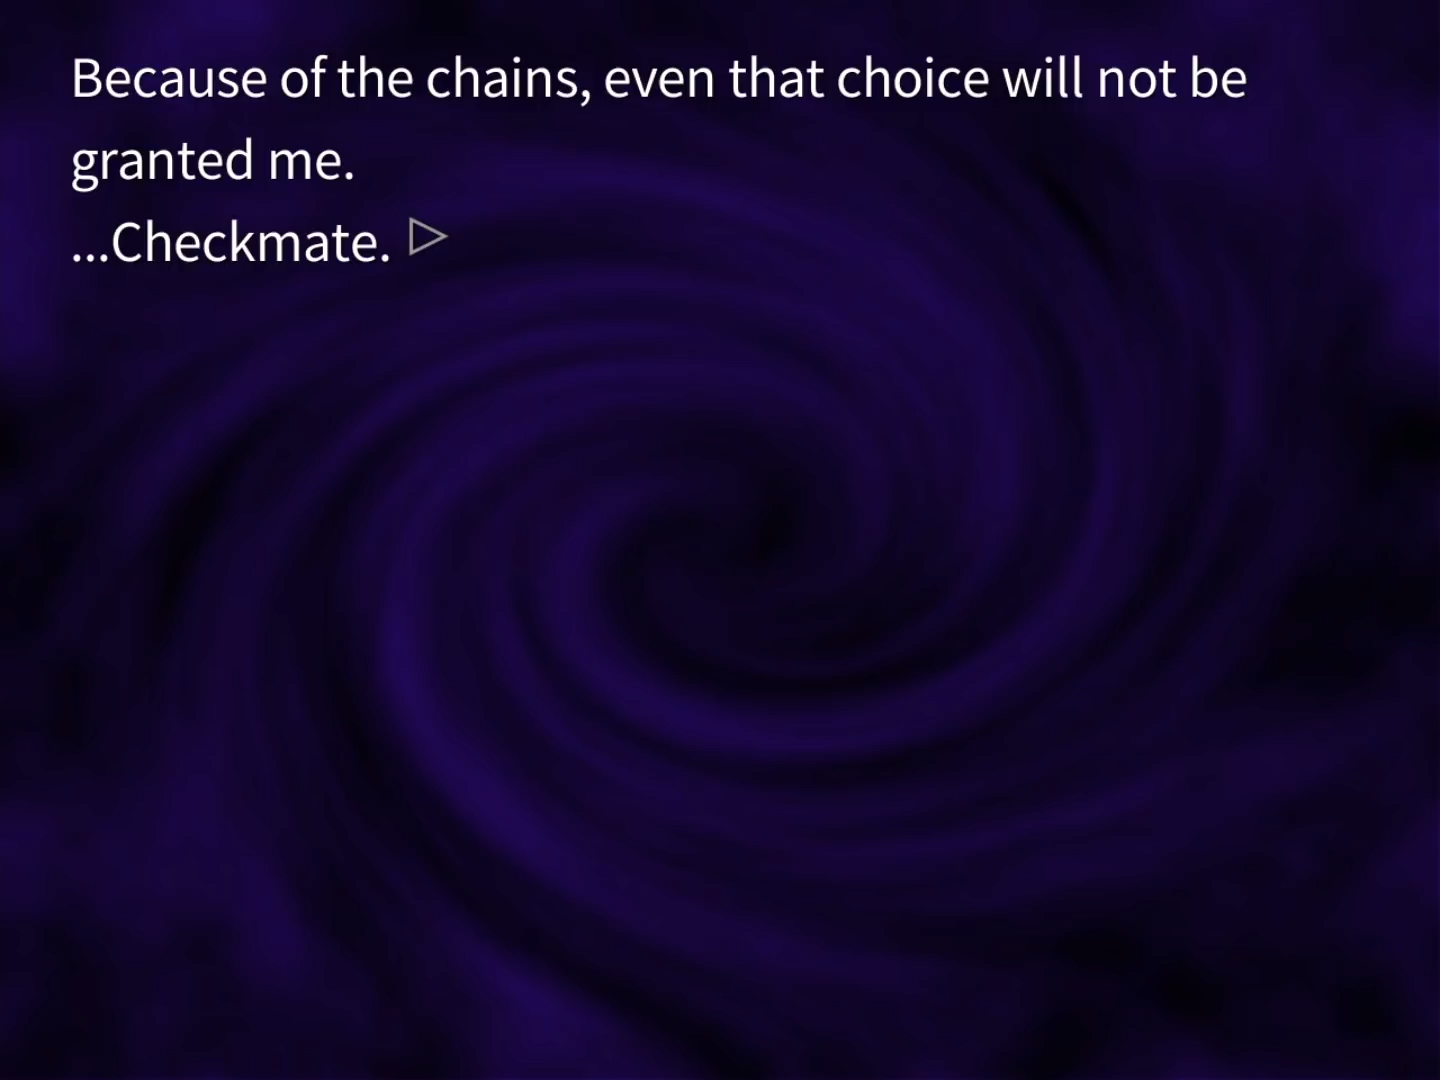 Because of the chains, even that choice will not be
granted me.
...Checkmate.